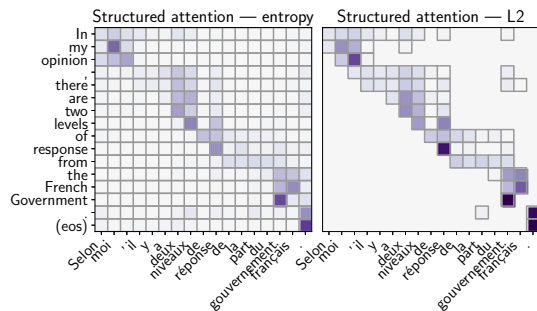 Structured attention — entropy
Structured attention — L2
In
my
opinion
,
there
are
two
levels
of
response
from
the
French
Government
.
⟨eos⟩
Selon
moi
,
il
y
a
deux
niveaux
de
réponse
de
la
part
du
gouvernement
français
.
Selon
moi
,
il
y
a
deux
niveaux
de
réponse
de
la
part
du
gouvernement
français
.